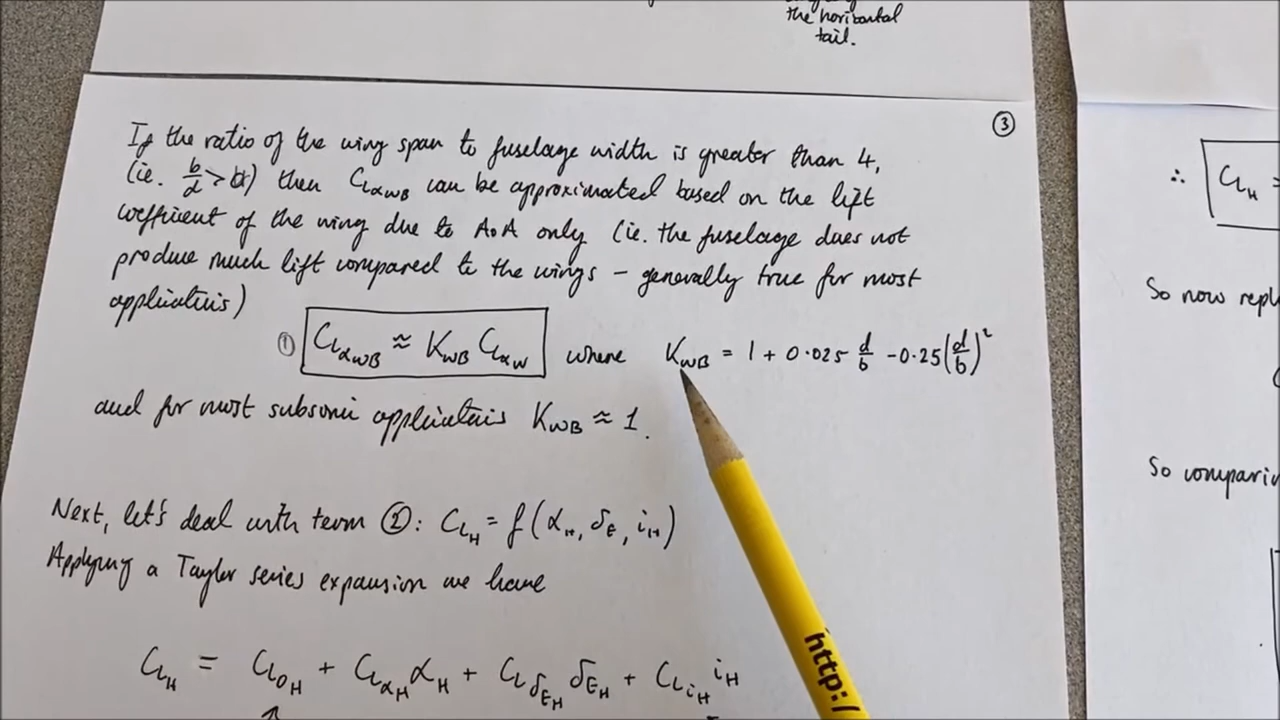 the horizontal
tail.
③
If the ratio of the wing span to fuselage width is greater than 4,
(ie. b/d > 4) then CLαWB can be approximated based on the lift
coefficient of the wing due to AoA only (ie. the fuselage does not
produce much lift compared to the wings – generally true for most
applications)
① CLαWB ≈ KWB CLαW where KWB = 1 + 0.025 d/b - 0.25(d/b)²
and for most subsonic applications KWB ≈ 1.
Next, let's deal with term ②: CLH = f(αH, δE, iH)
Applying a Taylor series expansion we have
CLH = CL0H + CLαH αH + CLδEH δEH + CLiH iH
∴ CLH =
So now repl
So comparin
http:/